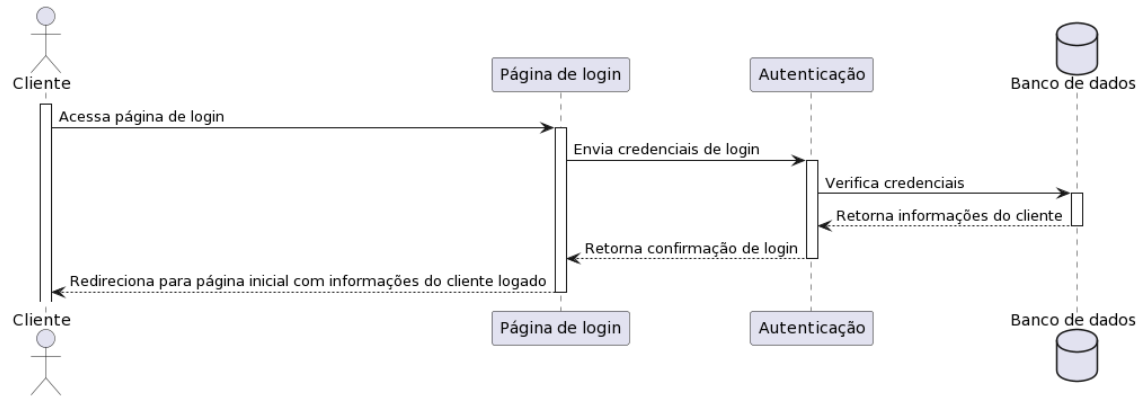 Cliente
Página de login
Autenticação
Banco de dados
Acessa página de login
Envia credenciais de login
Verifica credenciais
Retorna informações do cliente
Retorna confirmação de login
Redireciona para página inicial com informações do cliente logado
Cliente
Página de login
Autenticação
Banco de dados